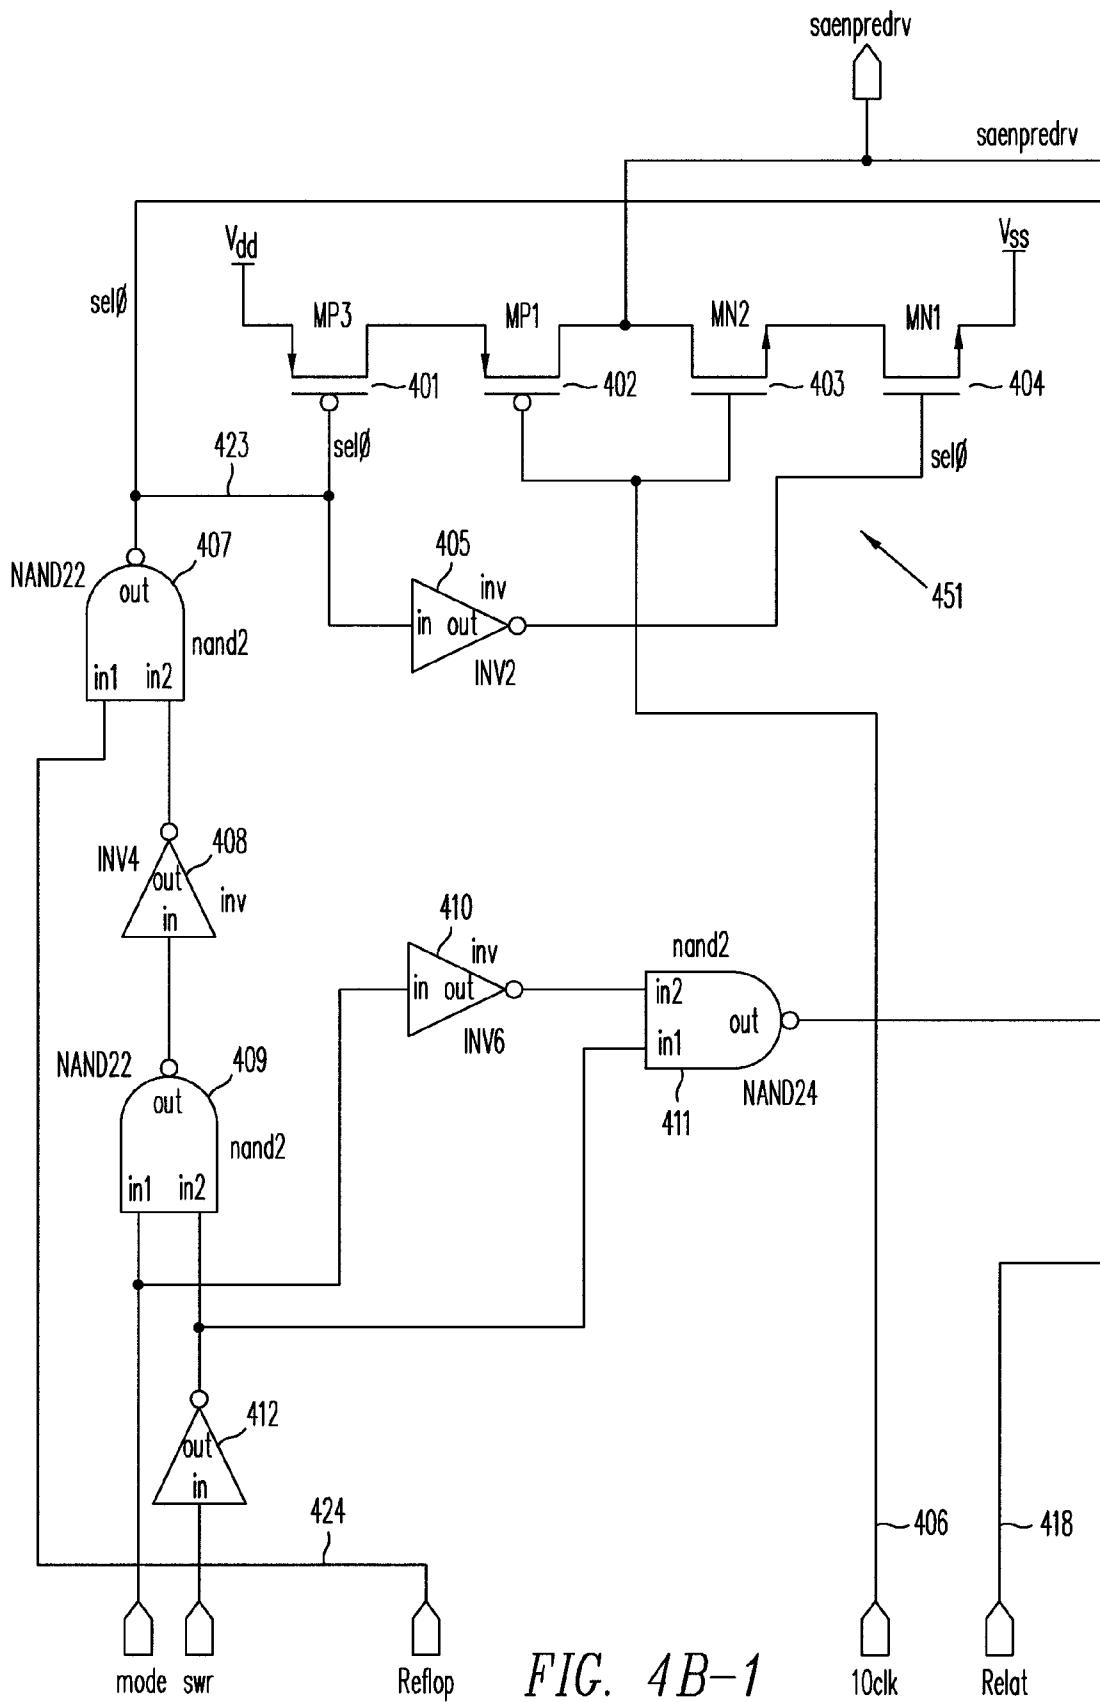 saenpredrv
saenpredrv
Vdd
Vss
selø
MP3
MP1
MN2
MN1
401
402
403
404
423
selø
selø
407
405
NAND22
out
inv
in out
451
nand2
in1 in2
INV2
INV4
408
out
inv
in
410
inv
nand2
in out
in2
out
in1
INV6
NAND22
409
NAND24
out
411
nand2
in1 in2
412
out
in
424
406
418
mode swr
Reflop
FIG. 4B-1
10clk
Relat